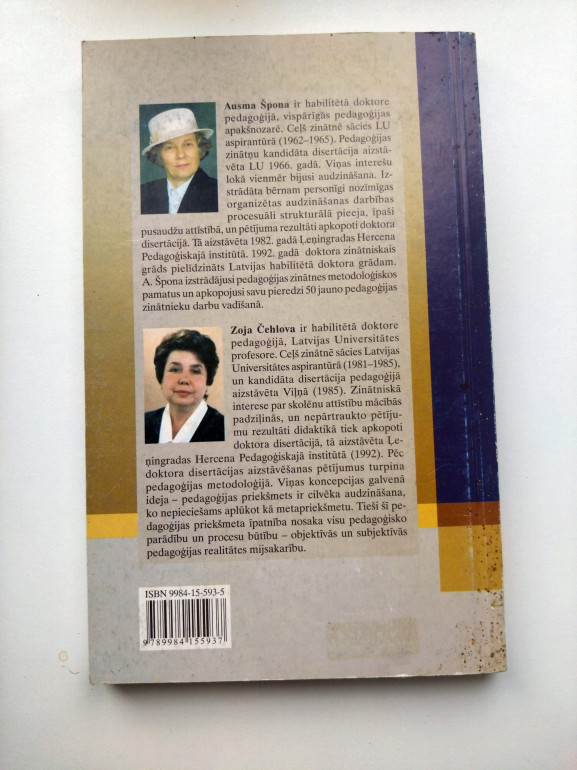 Ausma Špona ir habilitētā doktore
pedagoģijā, vispārīgās pedagoģijas
apakšnozarē. Ceļš zinātnē sācies LU
aspirantūrā (1962–1965). Pedagoģijas
zinātņu kandidāta disertācija aizstā-
vēta LU 1966. gadā. Viņas interešu
lokā vienmēr bijusi audzināšana. Iz-
strādāta bērnam personīgi nozīmīgas
organizētas audzināšanas darbības
procesuāli strukturālā pieeja, īpaši
pusaudžu attīstībā, un pētījuma rezultāti apkopoti doktora
disertācijā. Tā aizstāvēta 1982. gadā Ļeņingradas Hercena
Pedagoģiskajā institūtā. 1992. gadā doktora zinātniskais
grāds pielīdzināts Latvijas habilitētā doktora grādam.
A. Špona izstrādājusi pedagoģijas zinātnes metodoloģiskos
pamatus un apkopojusi savu pieredzi 50 jauno pedagoģijas
zinātnieku darbu vadīšanā.
Zoja Čehlova ir habilitētā doktore
pedagoģijā, Latvijas Universitātes
profesore. Ceļš zinātnē sācies Latvijas
Universitātes aspirantūrā (1981–1985),
un kandidāta disertācija pedagoģijā
aizstāvēta Viļņā (1985). Zinātniskā
interese par skolēnu attīstību mācībās
padziļinās, un nepārtraukto pētīju-
mu rezultāti didaktikā tiek apkopoti
doktora disertācijā, tā aizstāvēta Ļe-
ņingradas Hercena Pedagoģiskajā institūtā (1992). Pēc
doktora disertācijas aizstāvēšanas pētījumus turpina
pedagoģijas metodoloģijā. Viņas koncepcijas galvenā
ideja – pedagoģijas priekšmets ir cilvēka audzināšana,
ko nepieciešams aplūkot kā metapriekšmetu. Tieši šī pe-
dagoģijas priekšmeta īpatnība nosaka visu pedagoģisko
parādību un procesu būtību – objektīvās un subjektīvās
pedagoģijas realitātes mijsakarību.
ISBN 9984-15-593-5
9 789984 155937